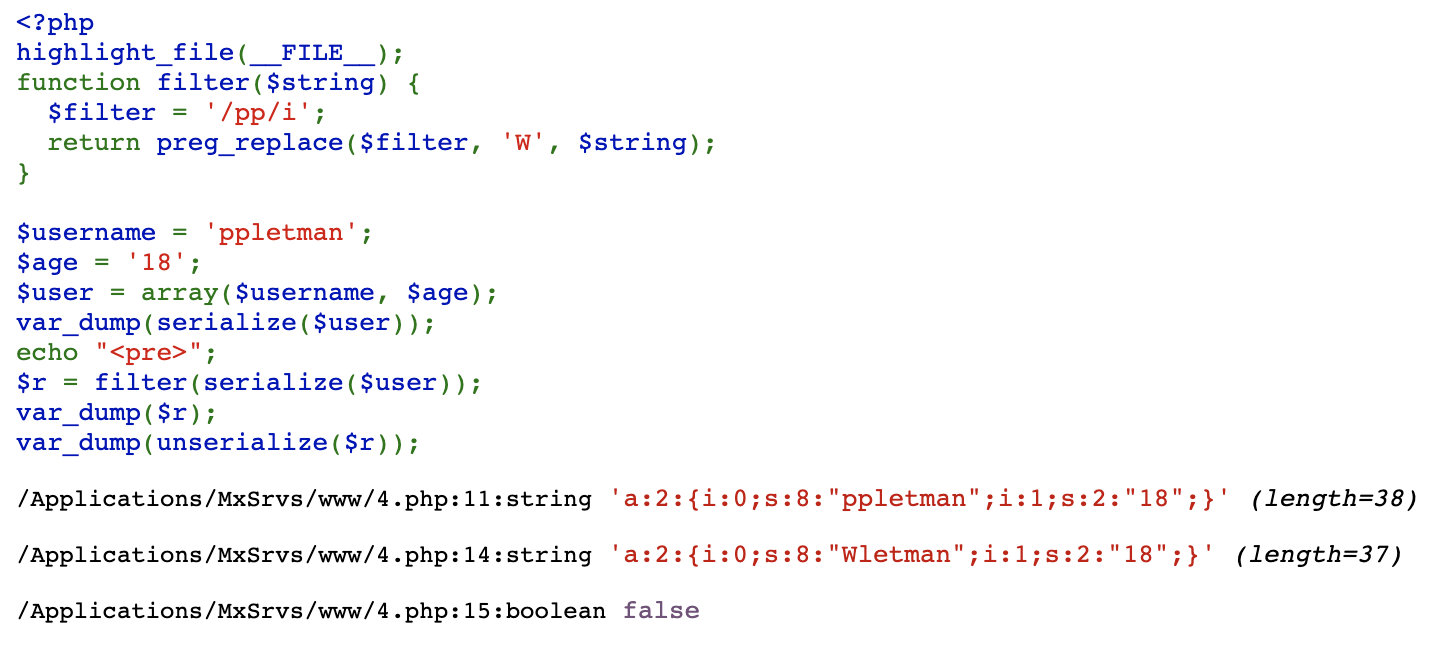 <?php
highlight_file(__FILE__);
function filter($string) {
  $filter = '/pp/i';
  return preg_replace($filter, 'W', $string);
}
$username = 'ppletman';
$age = '18';
$user = array($username, $age);
var_dump(serialize($user));
echo "<pre>";
$r = filter(serialize($user));
var_dump($r);
var_dump(unserialize($r));
/Applications/MxSrvs/www/4.php:11:string 'a:2:{i:0;s:8:"ppletman";i:1;s:2:"18";}' (length=38)
/Applications/MxSrvs/www/4.php:14:string 'a:2:{i:0;s:8:"Wletman";i:1;s:2:"18";}' (length=37)
/Applications/MxSrvs/www/4.php:15:boolean false